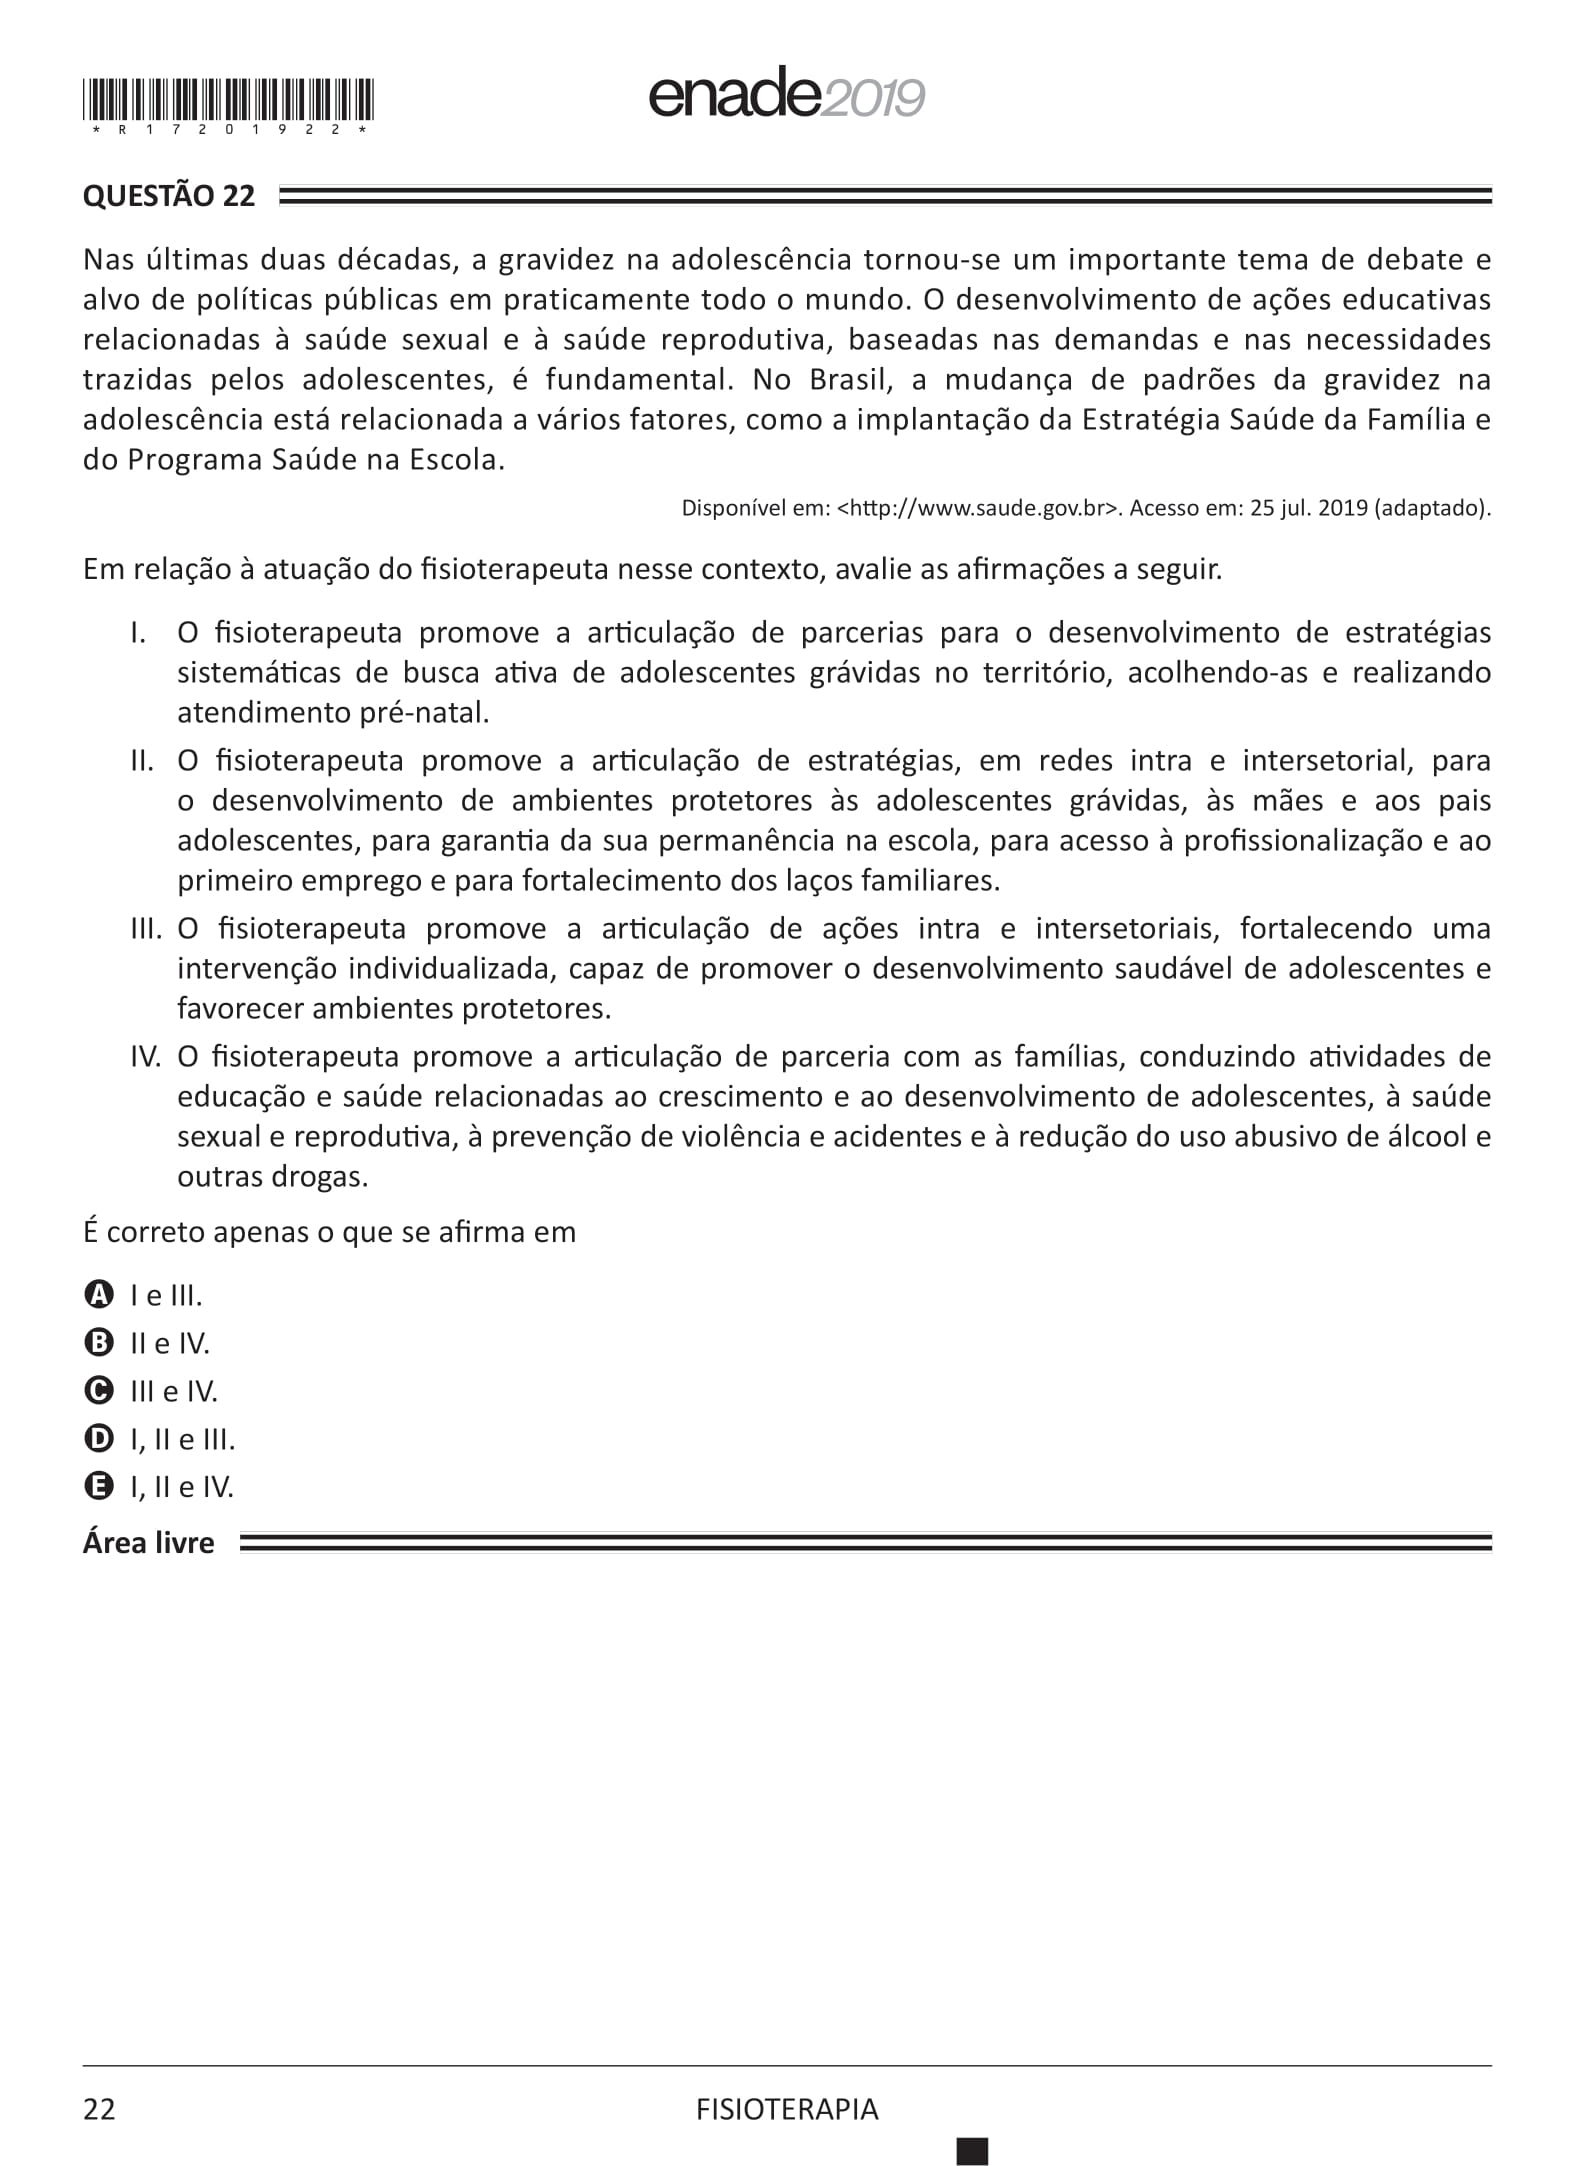 *R17201922*
enade2019
QUESTÃO 22
Nas últimas duas décadas, a gravidez na adolescência tornou-se um importante tema de debate e
alvo de políticas públicas em praticamente todo o mundo. O desenvolvimento de ações educativas
relacionadas à saúde sexual e à saúde reprodutiva, baseadas nas demandas e nas necessidades
trazidas pelos adolescentes, é fundamental. No Brasil, a mudança de padrões da gravidez na
adolescência está relacionada a vários fatores, como a implantação da Estratégia Saúde da Família e
do Programa Saúde na Escola.
Disponível em: <http://www.saude.gov.br>. Acesso em: 25 jul. 2019 (adaptado).
Em relação à atuação do fisioterapeuta nesse contexto, avalie as afirmações a seguir.
I. O fisioterapeuta promove a articulação de parcerias para o desenvolvimento de estratégias
sistemáticas de busca ativa de adolescentes grávidas no território, acolhendo-as e realizando
atendimento pré-natal.
II. O fisioterapeuta promove a articulação de estratégias, em redes intra e intersetorial, para
o desenvolvimento de ambientes protetores às adolescentes grávidas, às mães e aos pais
adolescentes, para garantia da sua permanência na escola, para acesso à profissionalização e ao
primeiro emprego e para fortalecimento dos laços familiares.
III. O fisioterapeuta promove a articulação de ações intra e intersetoriais, fortalecendo uma
intervenção individualizada, capaz de promover o desenvolvimento saudável de adolescentes e
favorecer ambientes protetores.
IV. O fisioterapeuta promove a articulação de parceria com as famílias, conduzindo atividades de
educação e saúde relacionadas ao crescimento e ao desenvolvimento de adolescentes, à saúde
sexual e reprodutiva, à prevenção de violência e acidentes e à redução do uso abusivo de álcool e
outras drogas.
É correto apenas o que se afirma em
A I e III.
B II e IV.
C III e IV.
D I, II e III.
E I, II e IV.
Área livre
22
FISIOTERAPIA